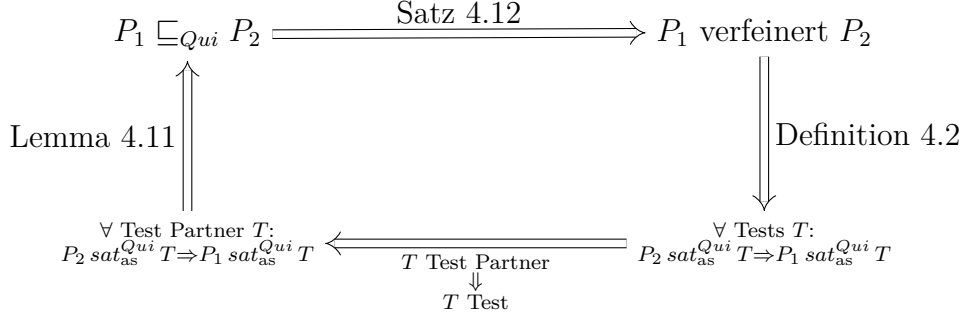 Satz 4.12
P₁ ⊑_Qui P₂
P₁ verfeinert P₂
Lemma 4.11
Definition 4.2
∀ Test Partner T:
P₂ sat_as^Qui T⇒P₁ sat_as^Qui T
∀ Tests T:
P₂ sat_as^Qui T⇒P₁ sat_as^Qui T
T Test Partner
⇓
T Test